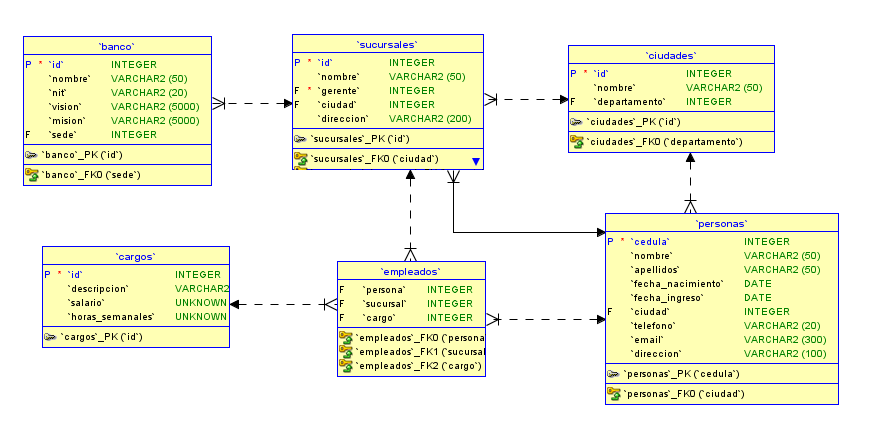 `banco`
P * `id` INTEGER
`nombre` VARCHAR2 (50)
`nit` VARCHAR2 (20)
`vision` VARCHAR2 (5000)
`mision` VARCHAR2 (5000)
F `sede` INTEGER
`banco`_PK (`id`)
`banco`_FK0 (`sede`)
`sucursales`
P * `id` INTEGER
`nombre` VARCHAR2 (50)
F * `gerente` INTEGER
F `ciudad` INTEGER
`direccion` VARCHAR2 (200)
`sucursales`_PK (`id`)
`sucursales`_FK0 (`ciudad`)
`ciudades`
P * `id` INTEGER
`nombre` VARCHAR2 (50)
F `departamento` INTEGER
`ciudades`_PK (`id`)
`ciudades`_FK0 (`departamento`)
`cargos`
P * `id` INTEGER
`descripcion` VARCHAR2
`salario` UNKNOWN
`horas_semanales` UNKNOWN
`cargos`_PK (`id`)
`empleados`
F `persona` INTEGER
F `sucursal` INTEGER
F `cargo` INTEGER
`empleados`_FK0 (`persona
`empleados`_FK1 (`sucursal
`empleados`_FK2 (`cargo`)
`personas`
P * `cedula` INTEGER
`nombre` VARCHAR2 (50)
`apellidos` VARCHAR2 (50)
`fecha_nacimiento` DATE
`fecha_ingreso` DATE
F `ciudad` INTEGER
`telefono` VARCHAR2 (20)
`email` VARCHAR2 (300)
`direccion` VARCHAR2 (100)
`personas`_PK (`cedula`)
`personas`_FK0 (`ciudad`)